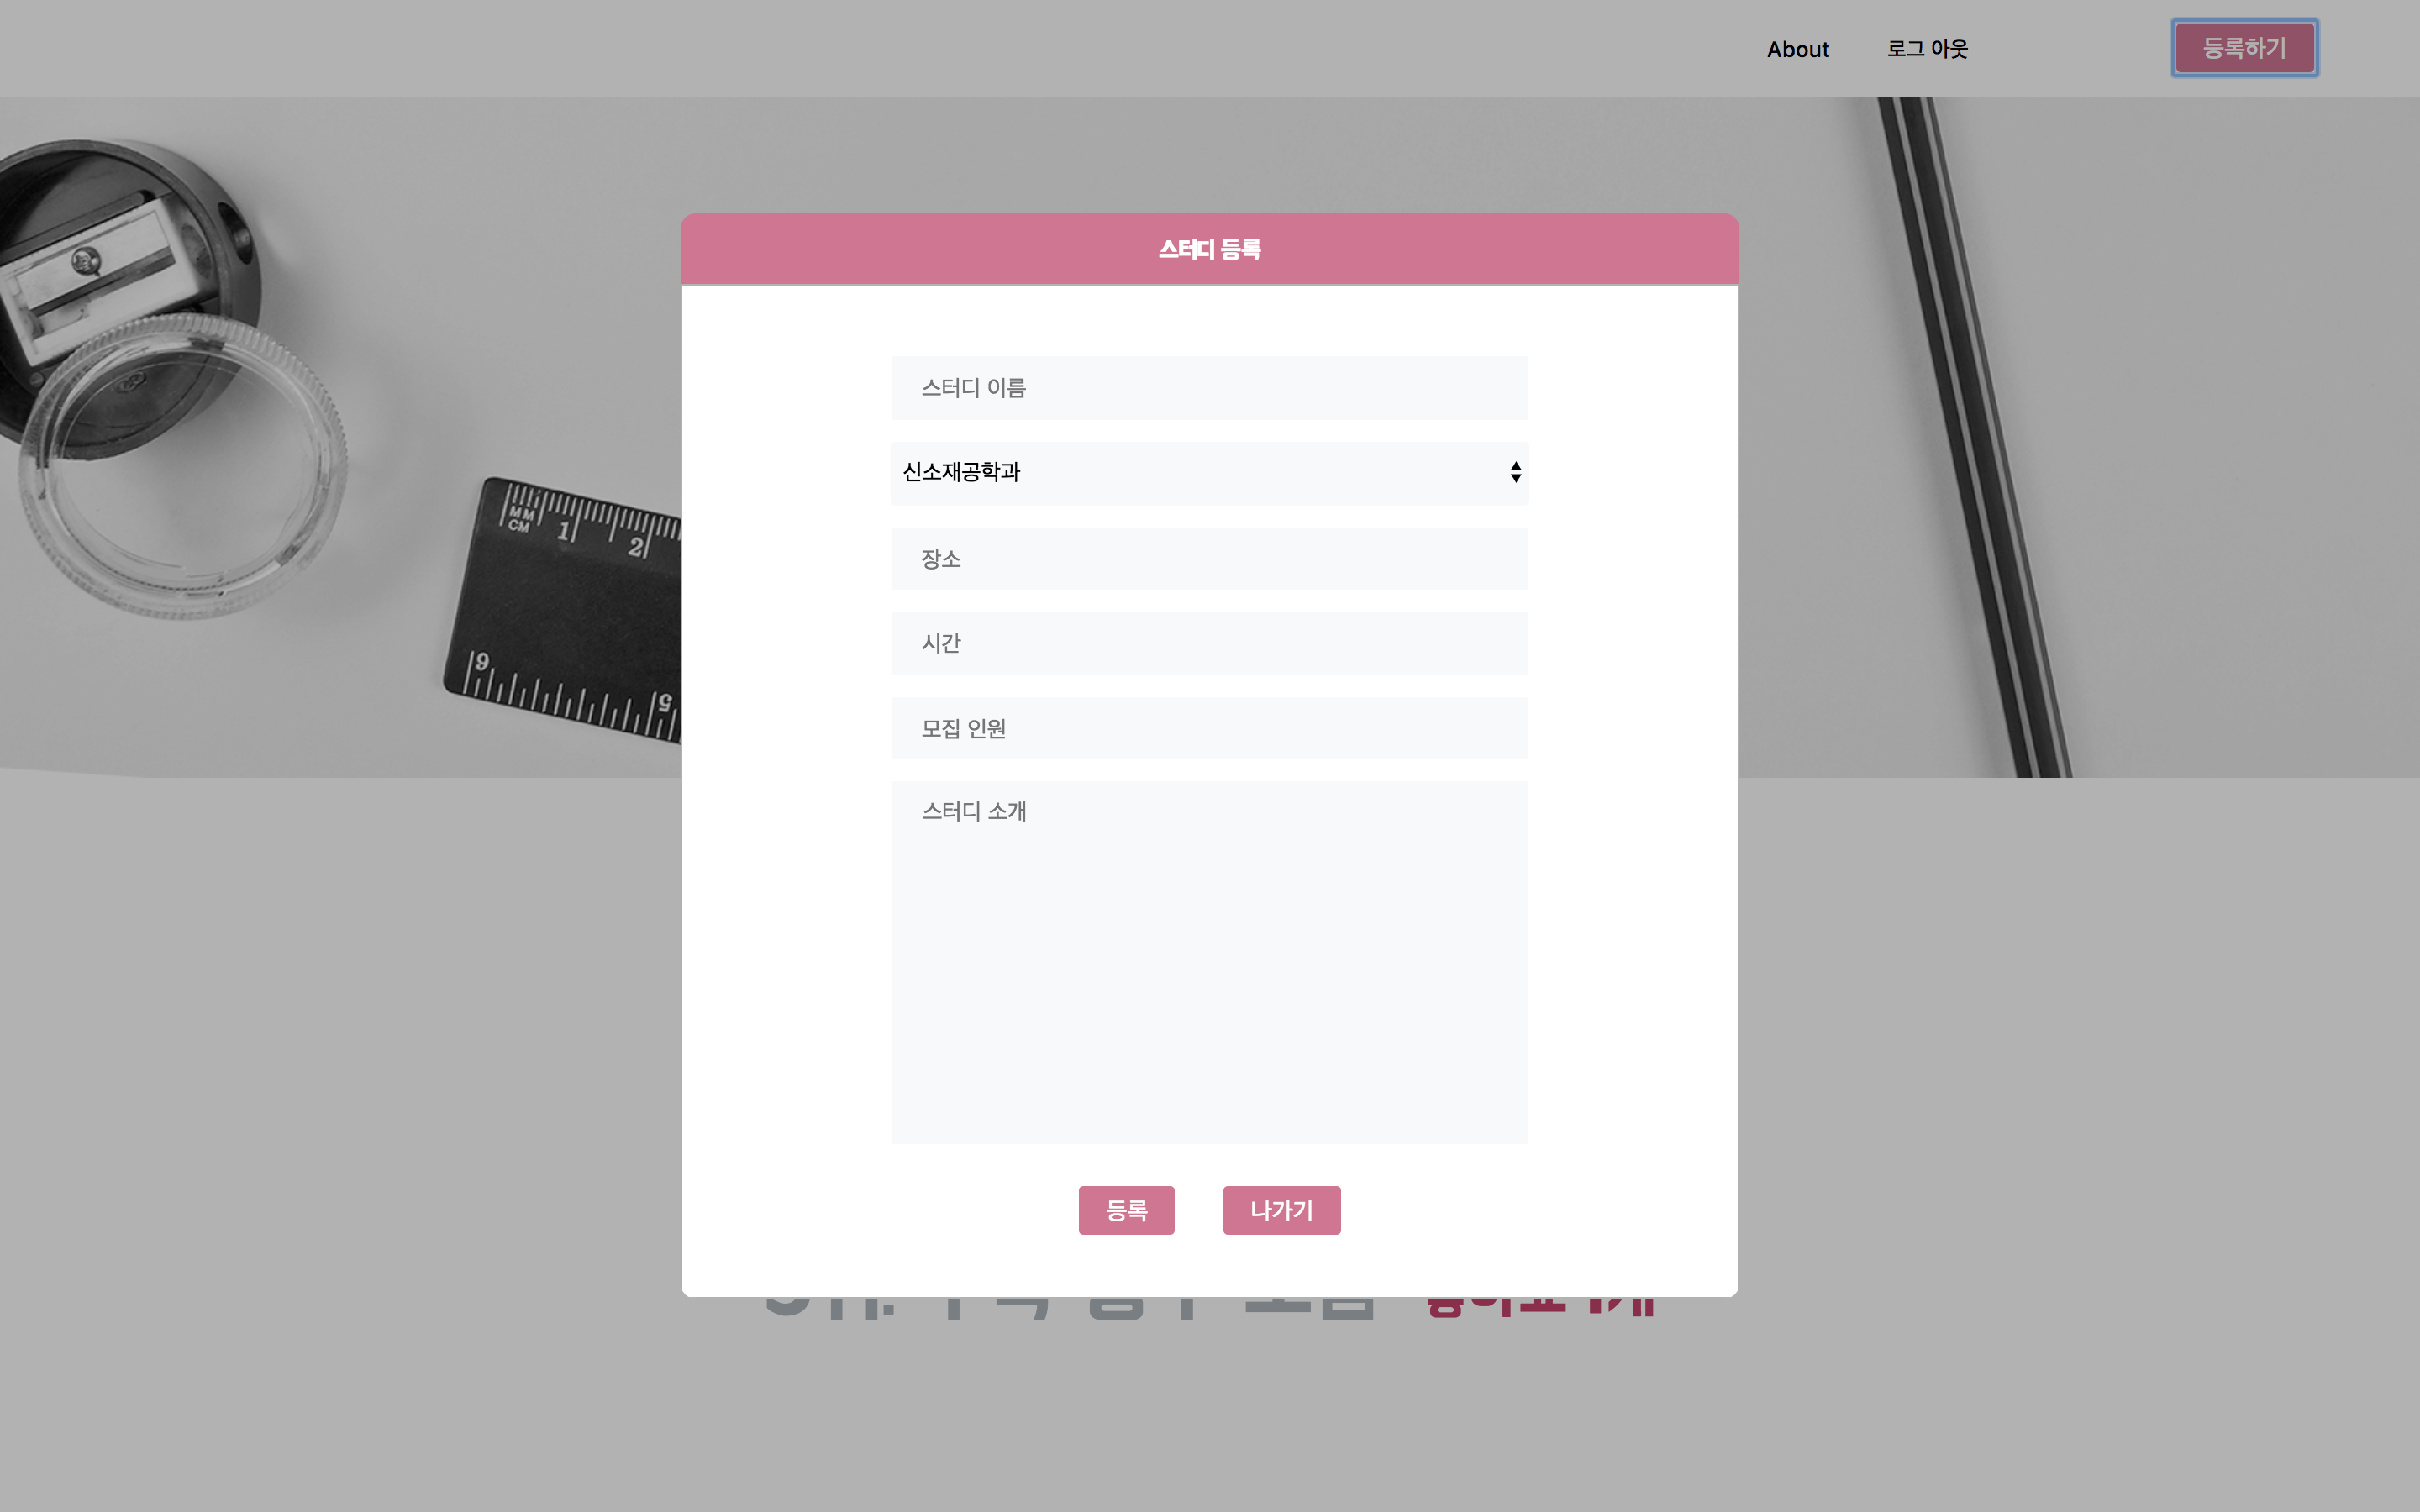 About 로그 아웃 등록하기
스터디 등록
스터디 이름
신소재공학과
장소
시간
모집 인원
스터디 소개
등록 나가기
MM
CM
1 2
9 5